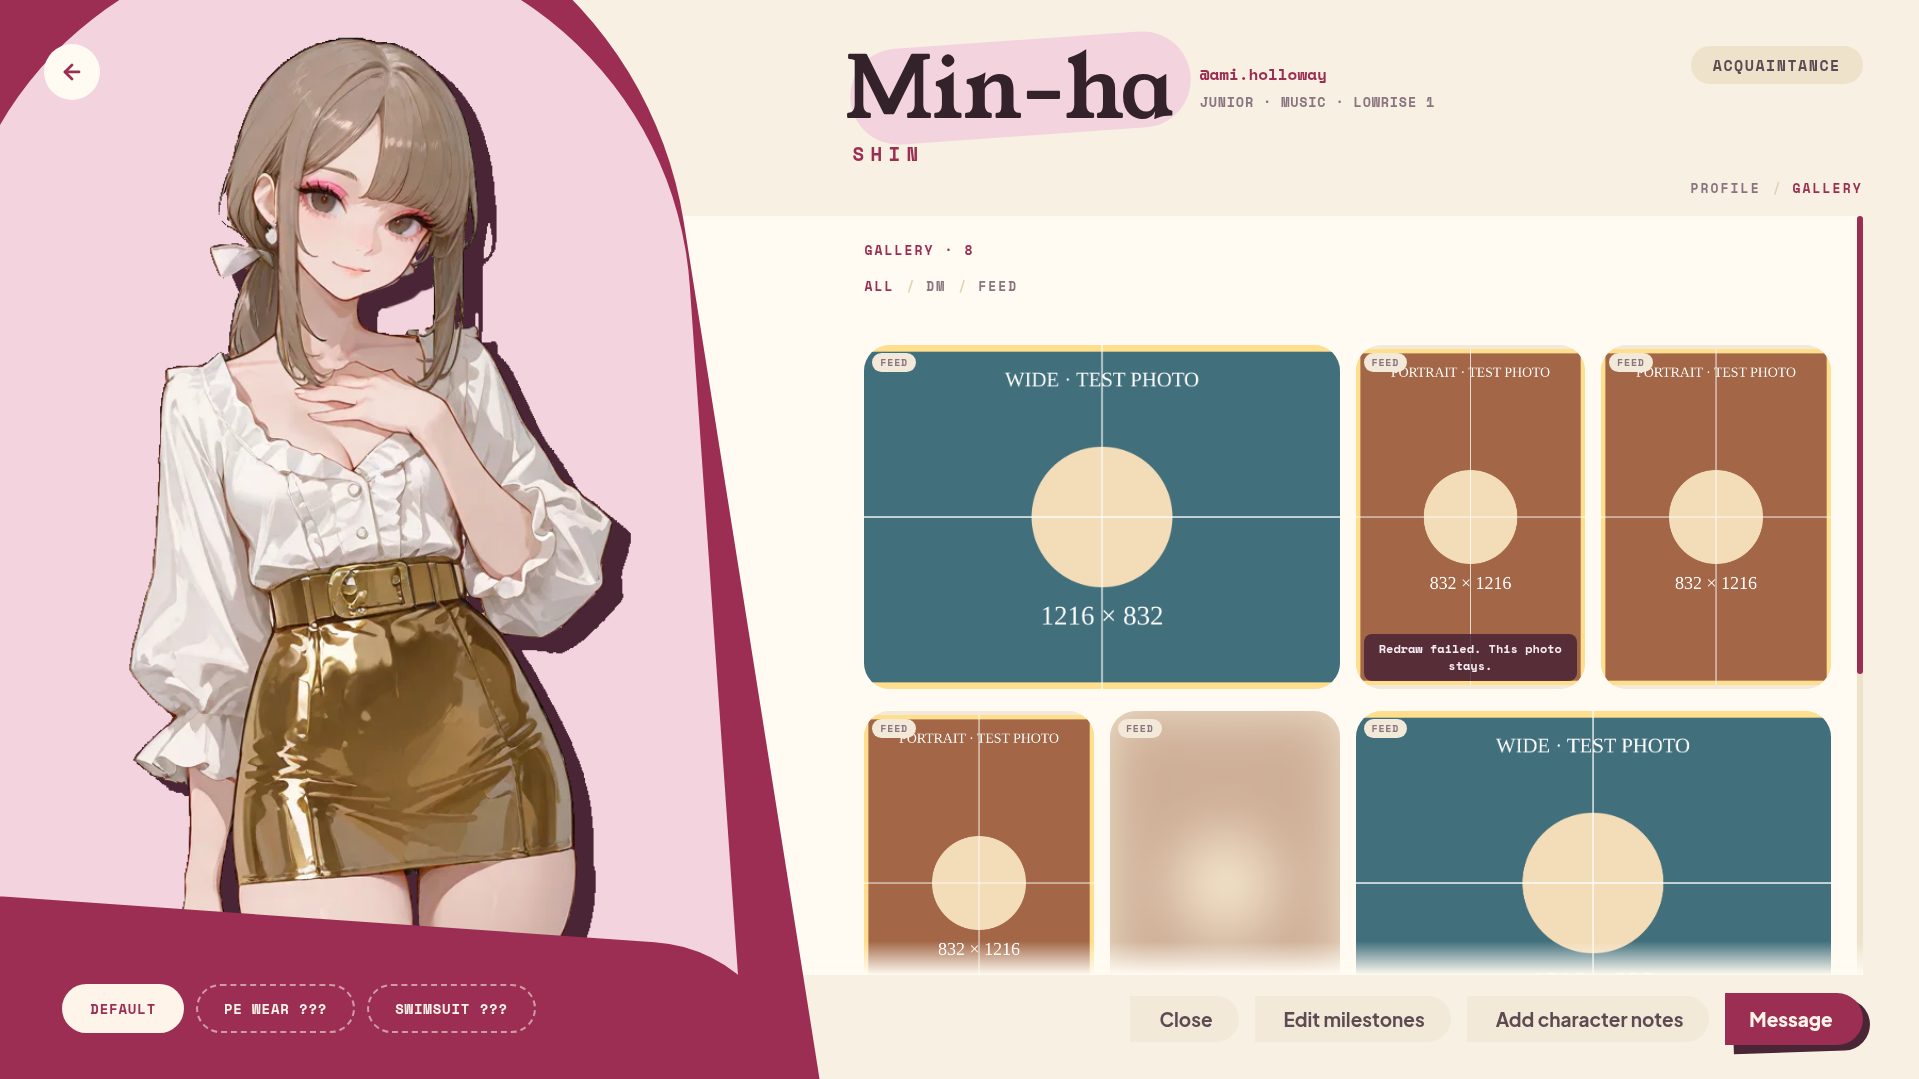 Min-ha
@ami.holloway
JUNIOR · MUSIC · LOWRISE 1
ACQUAINTANCE
SHIN
PROFILE / GALLERY
GALLERY · 8
ALL / DM / FEED
FEED
WIDE · TEST PHOTO
1216 × 832
FEED
PORTRAIT · TEST PHOTO
832 × 1216
Redraw failed. This photo
stays.
FEED
PORTRAIT · TEST PHOTO
832 × 1216
FEED
PORTRAIT · TEST PHOTO
832 × 1216
FEED
FEED
WIDE · TEST PHOTO
DEFAULT
PE WEAR ???
SWIMSUIT ???
Close
Edit milestones
Add character notes
Message